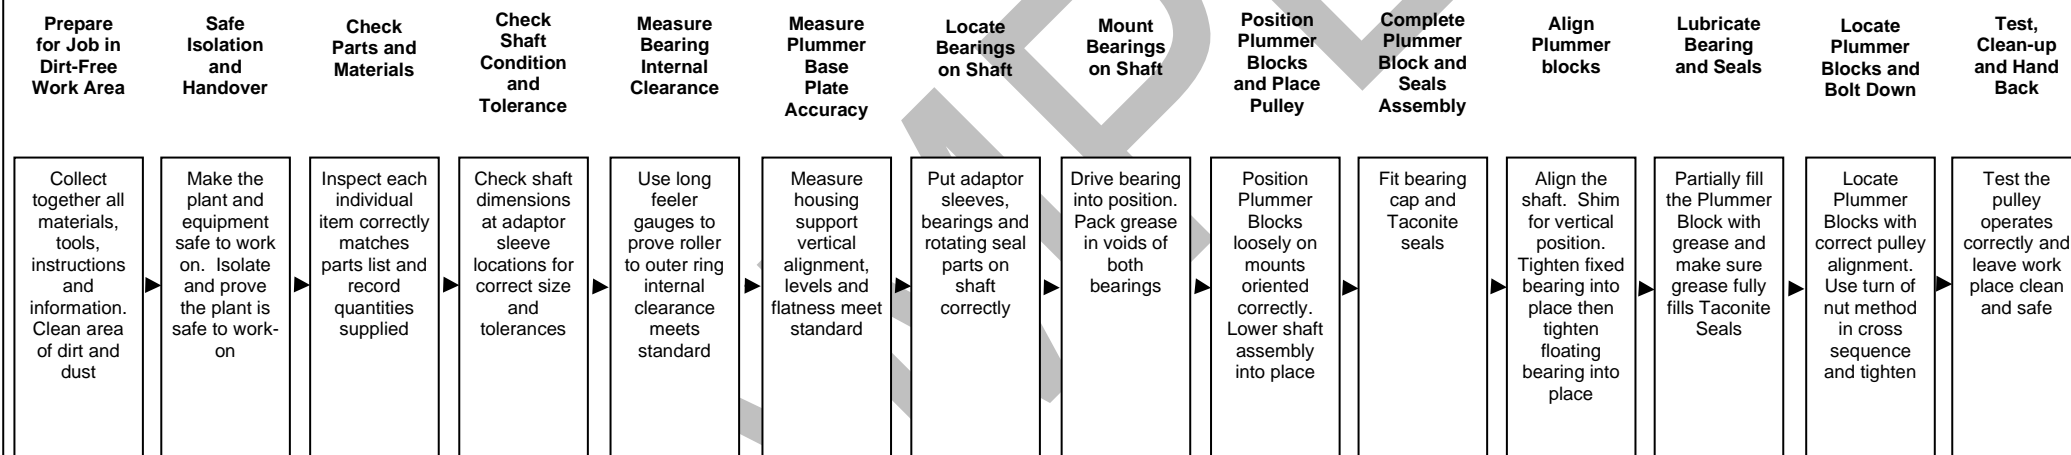 Prepare
for Job in
Dirt-Free
Work Area
Safe
Isolation
and
Handover
Check
Parts and
Materials
Check
Shaft
Condition
and
Tolerance
Measure
Bearing
Internal
Clearance
Measure
Plummer
Base
Plate
Accuracy
Locate
Bearings
on Shaft
Mount
Bearings
on Shaft
Position
Plummer
Blocks
and Place
Pulley
Complete
Plummer
Block and
Seals
Assembly
Align
Plummer
blocks
Lubricate
Bearing
and Seals
Locate
Plummer
Blocks and
Bolt Down
Test,
Clean-up
and Hand
Back
Collect
together all
materials,
tools,
instructions
and
information.
Clean area
of dirt and
dust
Make the
plant and
equipment
safe to work
on. Isolate
and prove
the plant is
safe to work-
on
Inspect each
individual
item correctly
matches
parts list and
record
quantities
supplied
Check shaft
dimensions
at adaptor
sleeve
locations for
correct size
and
tolerances
Use long
feeler
gauges to
prove roller
to outer ring
internal
clearance
meets
standard
Measure
housing
support
vertical
alignment,
levels and
flatness meet
standard
Put adaptor
sleeves,
bearings and
rotating seal
parts on
shaft
correctly
Drive bearing
into position.
Pack grease
in voids of
both
bearings
Position
Plummer
Blocks
loosely on
mounts
oriented
correctly.
Lower shaft
assembly
into place
Fit bearing
cap and
Taconite
seals
Align the
shaft. Shim
for vertical
position.
Tighten fixed
bearing into
place then
tighten
floating
bearing into
place
Partially fill
the Plummer
Block with
grease and
make sure
grease fully
fills Taconite
Seals
Locate
Plummer
Blocks with
correct pulley
alignment.
Use turn of
nut method
in cross
sequence
and tighten
Test the
pulley
operates
correctly and
leave work
place clean
and safe